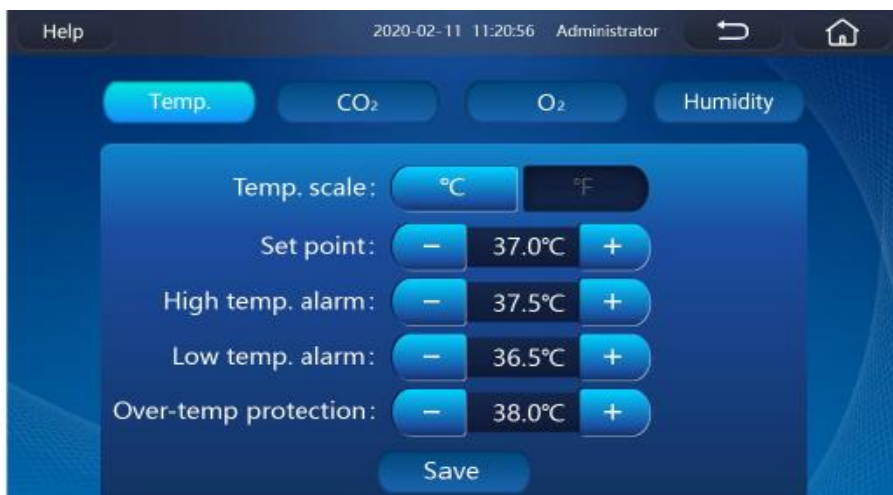 Help 2020-02-11 11:20:56 Administrator
Temp. CO₂ O₂ Humidity
Temp. scale: °C °F
Set point: − 37.0°C +
High temp. alarm: − 37.5°C +
Low temp. alarm: − 36.5°C +
Over-temp protection: − 38.0°C +
Save